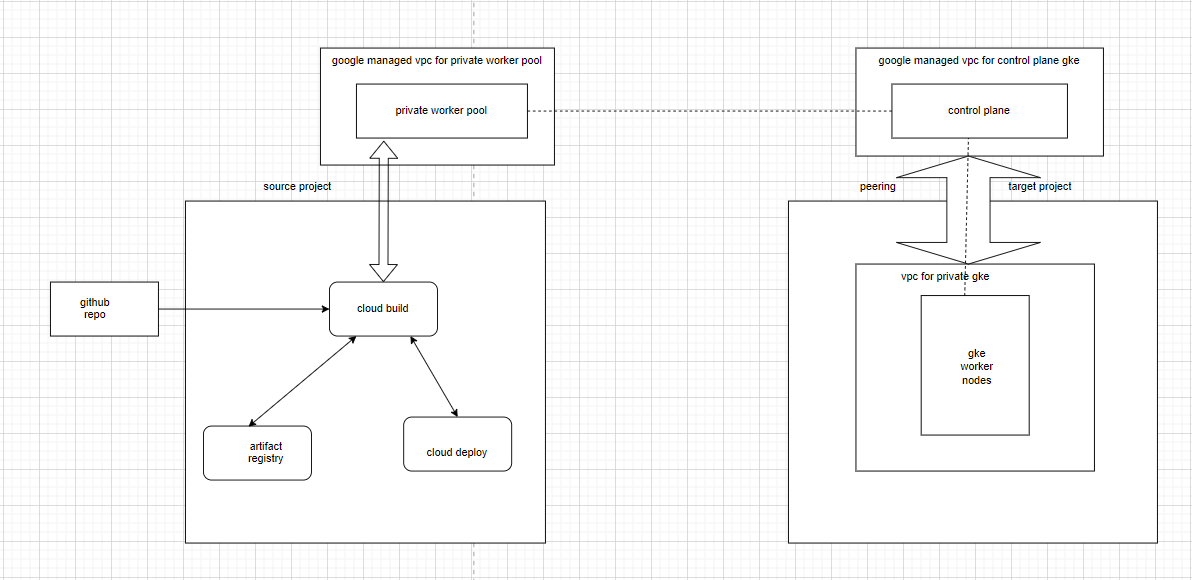 google managed vpc for private worker pool
private worker pool
google managed vpc for control plane gke
control plane
source project
peering
target project
github
repo
cloud build
vpc for private gke
gke
worker
nodes
artifact
registry
cloud deploy